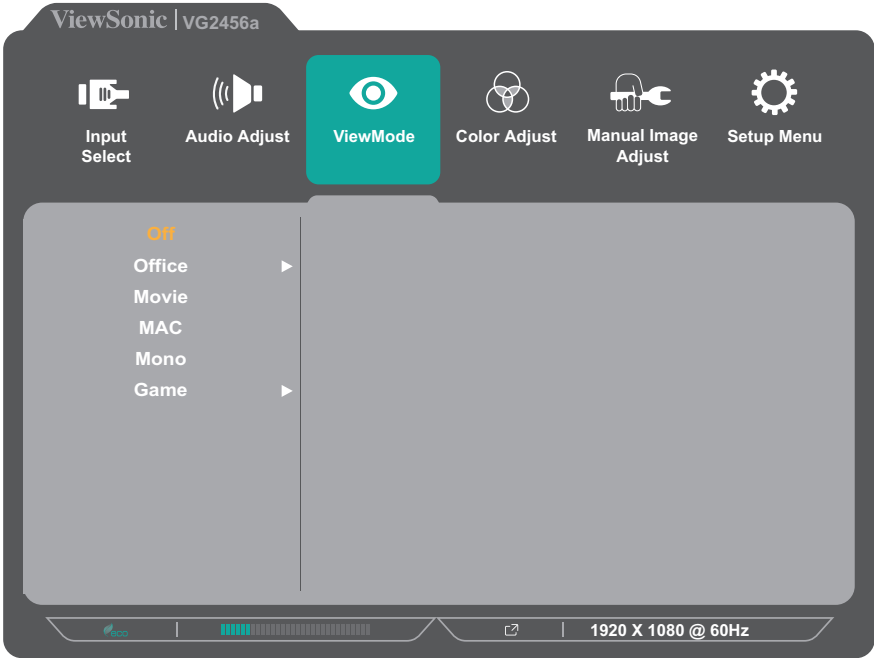 ViewSonic VG2456a
Input
Select
Audio Adjust
ViewMode
Color Adjust
Manual Image
Adjust
Setup Menu
Off
Office
Movie
MAC
Mono
Game
ECO
1920 X 1080 @ 60Hz